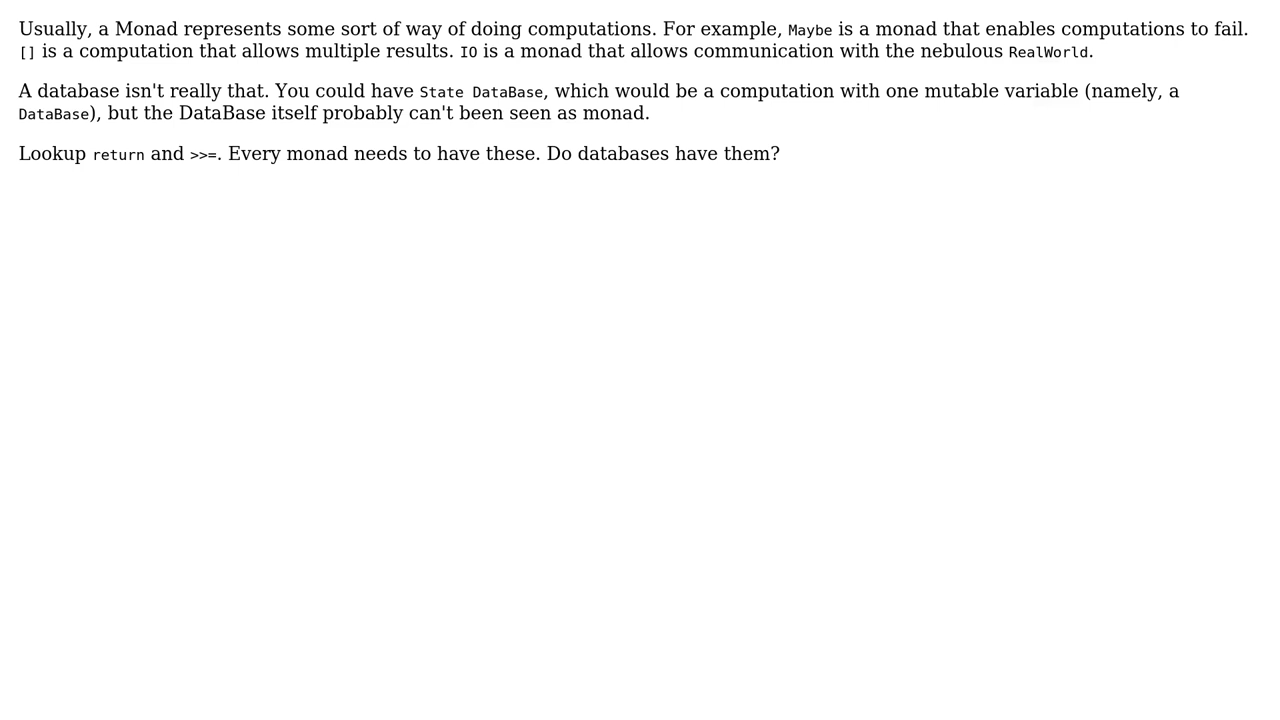 Usually, a Monad represents some sort of way of doing computations. For example, Maybe is a monad that enables computations to fail.
[] is a computation that allows multiple results. IO is a monad that allows communication with the nebulous RealWorld.
A database isn't really that. You could have State DataBase, which would be a computation with one mutable variable (namely, a
DataBase), but the DataBase itself probably can't been seen as monad.
Lookup return and >>=. Every monad needs to have these. Do databases have them?